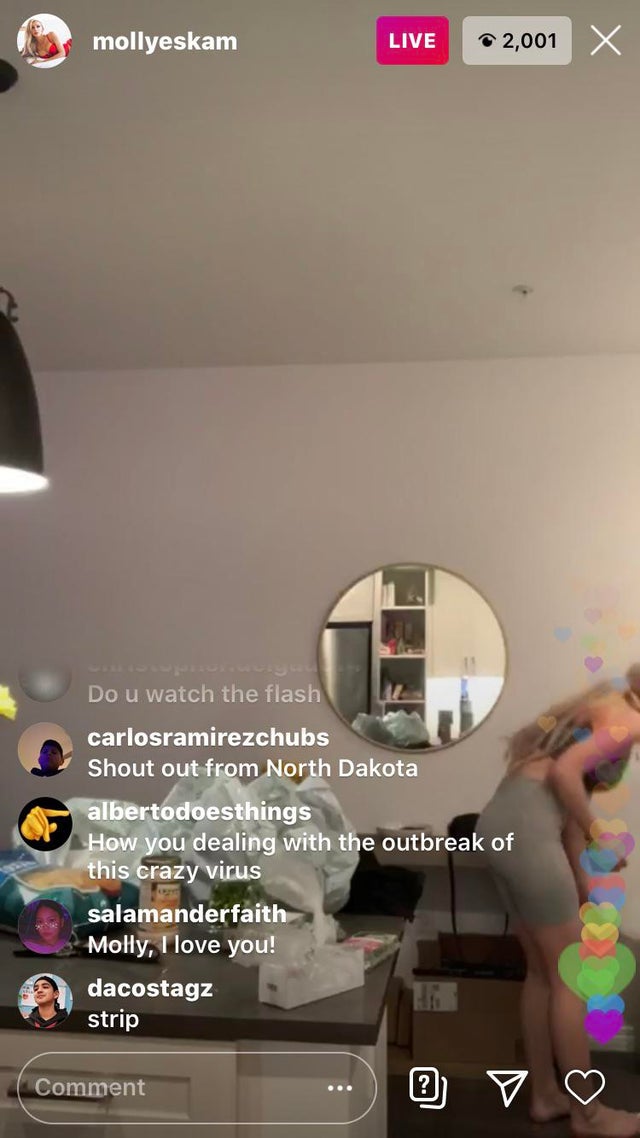 mollyeskam
LIVE
2,001
Do u watch the flash
carlosramirezchubs
Shout out from North Dakota
albertodoesthings
How you dealing with the outbreak of
this crazy virus
salamanderfaith
Molly, I love you!
dacostagz
strip
Comment